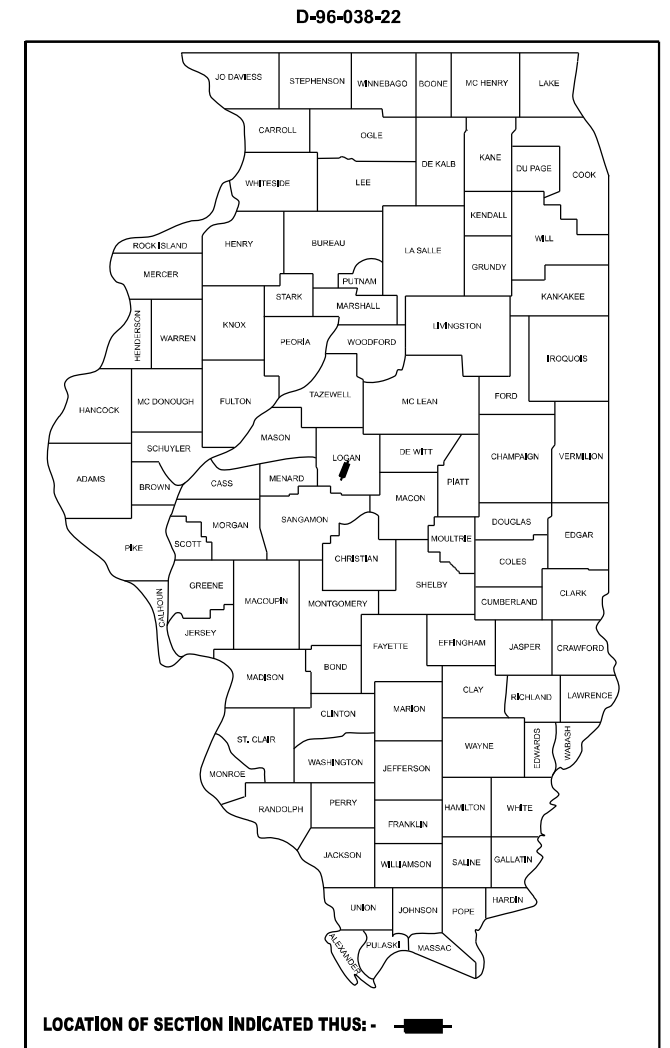 D-96-038-22
JO DAVIESS
STEPHENSON
WINNEBAGO
BOONE
MC HENRY
LAKE
CARROLL
OGLE
DE KALB
KANE
DU PAGE
COOK
WHITESIDE
LEE
KENDALL
ROCK ISLAND
HENRY
BUREAU
LA SALLE
WILL
GRUNDY
MERCER
PUTNAM
STARK
MARSHALL
KANKAKEE
HENDERSON
WARREN
KNOX
PEORIA
WOODFORD
LIVINGSTON
IROQUOIS
HANCOCK
MC DONOUGH
FULTON
TAZEWELL
MC LEAN
FORD
MASON
SCHUYLER
LOGAN
DE WITT
CHAMPAIGN
VERMILION
ADAMS
BROWN
CASS
MENARD
PIATT
MACON
SANGAMON
MORGAN
DOUGLAS
EDGAR
PIKE
SCOTT
CHRISTIAN
MOULTRIE
COLES
GREENE
SHELBY
CALHOUN
MACOUPIN
MONTGOMERY
CUMBERLAND
CLARK
JERSEY
FAYETTE
EFFINGHAM
JASPER
CRAWFORD
BOND
MADISON
CLAY
RICHLAND
LAWRENCE
CLINTON
MARION
ST. CLAIR
WAYNE
EDWARDS
WABASH
WASHINGTON
JEFFERSON
MONROE
RANDOLPH
PERRY
HAMILTON
WHITE
FRANKLIN
JACKSON
WILLIAMSON
SALINE
GALLATIN
UNION
JOHNSON
POPE
HARDIN
ALEXANDER
PULASKI
MASSAC
LOCATION OF SECTION INDICATED THUS: -